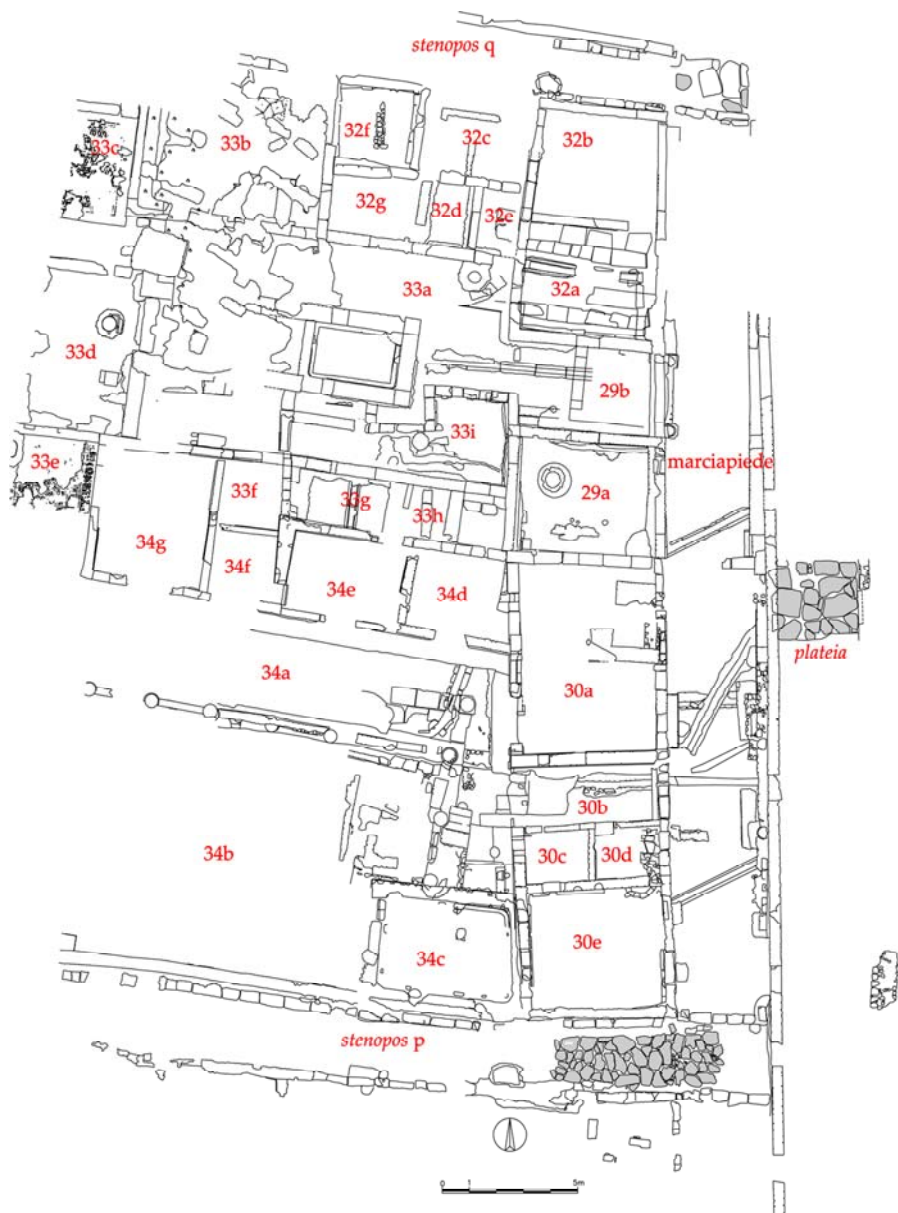 stenopos q
32f
32c
32b
33c
33b
32g
32d
32e
33a
32a
33d
29b
33i
marciapiede
33e
29a
33f
33g
33h
34g
34f
34e
34d
plateia
34a
30a
30b
34b
30c
30d
34c
30e
stenopos p
0 1 5m